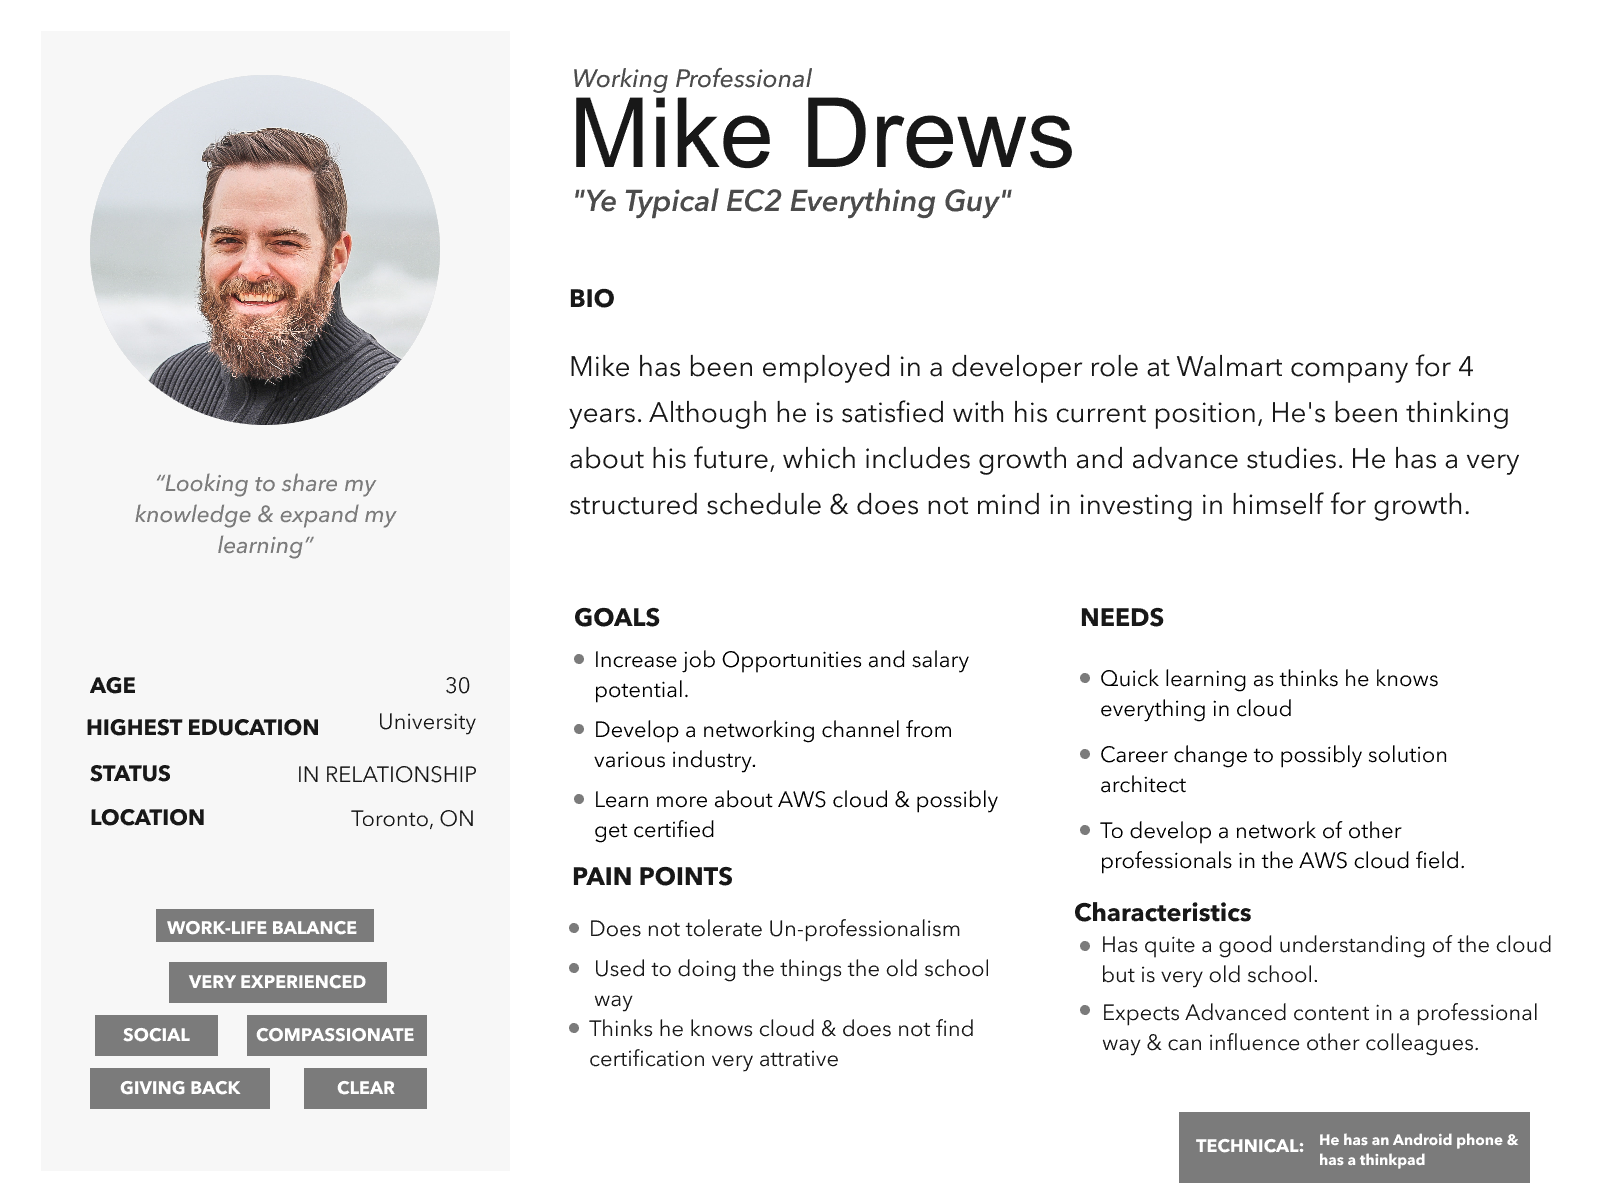 Working Professional
Mike Drews
"Ye Typical EC2 Everything Guy"
“Looking to share my
knowledge & expand my
learning”
AGE 30
HIGHEST EDUCATION University
STATUS IN RELATIONSHIP
LOCATION Toronto, ON
WORK-LIFE BALANCE
VERY EXPERIENCED
SOCIAL COMPASSIONATE
GIVING BACK CLEAR
BIO
Mike has been employed in a developer role at Walmart company for 4
years. Although he is satisfied with his current position, He's been thinking
about his future, which includes growth and advance studies. He has a very
structured schedule & does not mind in investing in himself for growth.
GOALS
Increase job Opportunities and salary
potential.
Develop a networking channel from
various industry.
Learn more about AWS cloud & possibly
get certified
PAIN POINTS
Does not tolerate Un-professionalism
Used to doing the things the old school
way
Thinks he knows cloud & does not find
certification very attrative
NEEDS
Quick learning as thinks he knows
everything in cloud
Career change to possibly solution
architect
To develop a network of other
professionals in the AWS cloud field.
Characteristics
Has quite a good understanding of the cloud
but is very old school.
Expects Advanced content in a professional
way & can influence other colleagues.
TECHNICAL: He has an Android phone &
has a thinkpad